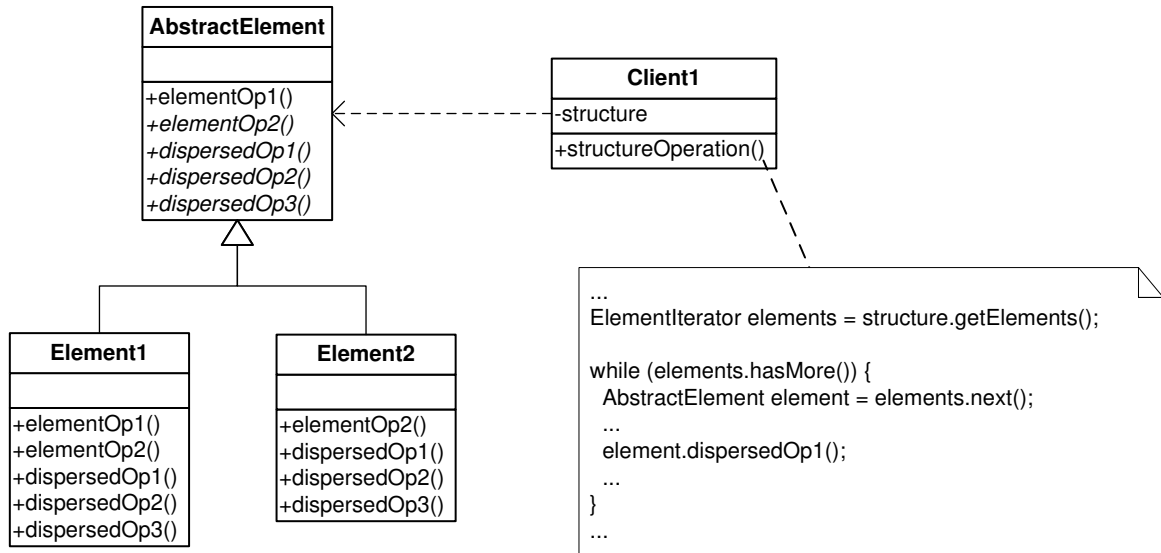 AbstractElement
+elementOp1()
+elementOp2()
+dispersedOp1()
+dispersedOp2()
+dispersedOp3()
Client1
-structure
+structureOperation()
Element1
+elementOp1()
+elementOp2()
+dispersedOp1()
+dispersedOp2()
+dispersedOp3()
Element2
+elementOp2()
+dispersedOp1()
+dispersedOp2()
+dispersedOp3()
...
ElementIterator elements = structure.getElements();
while (elements.hasMore()) {
AbstractElement element = elements.next();
...
element.dispersedOp1();
...
}
...